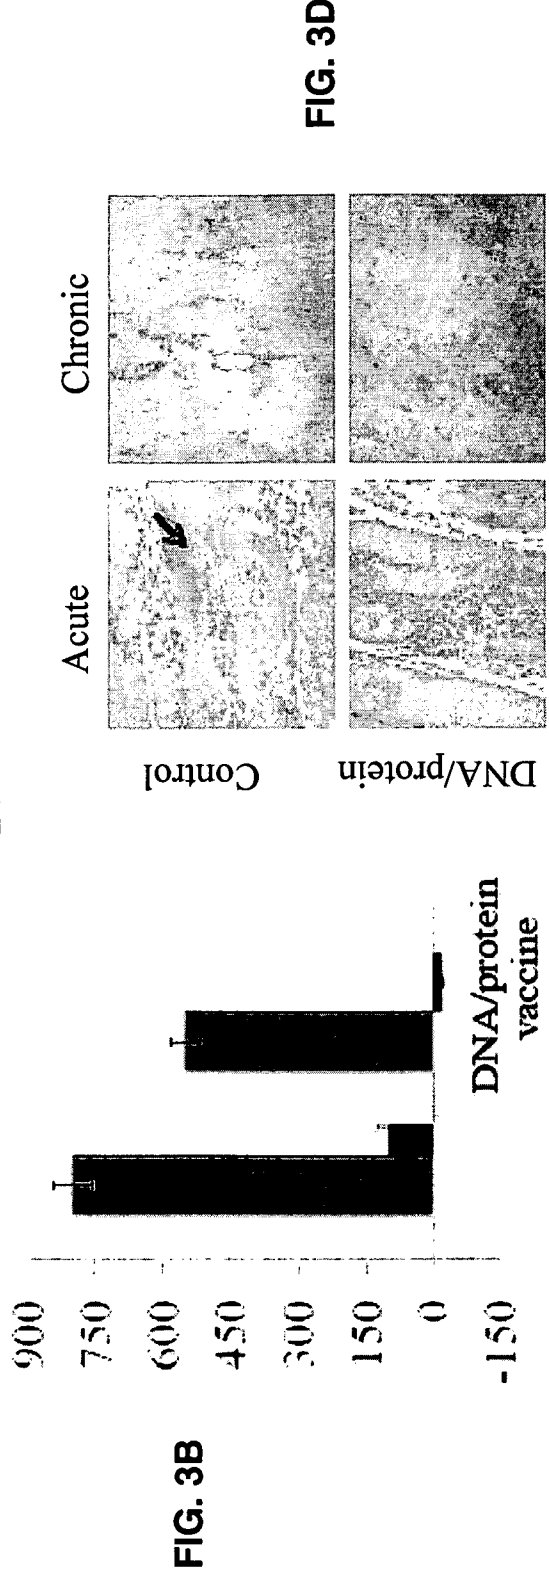 FIG. 3B
900
750
600
450
300
150
0
-150
DNA/protein
vaccine
Acute
Chronic
Control
DNA/protein
FIG. 3D